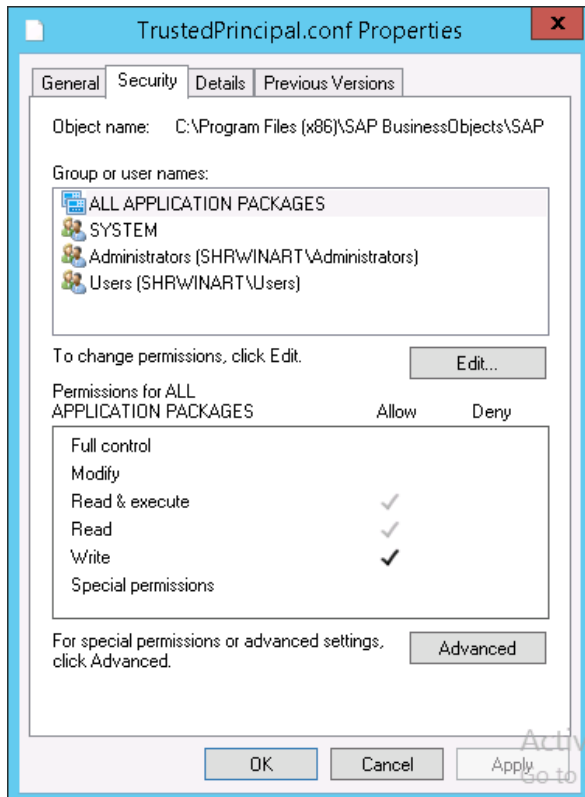 TrustedPrincipal.conf Properties
x
General Security Details Previous Versions
Object name: C:\Program Files (x86)\SAP BusinessObjects\SAP
Group or user names:
ALL APPLICATION PACKAGES
SYSTEM
Administrators (SHRWINART\Administrators)
Users (SHRWINART\Users)
To change permissions, click Edit.
Edit...
Permissions for ALL
APPLICATION PACKAGES Allow Deny
Full control
Modify
Read & execute
Read
Write
Special permissions
For special permissions or advanced settings,
click Advanced.
Advanced
OK Cancel Apply
Go to